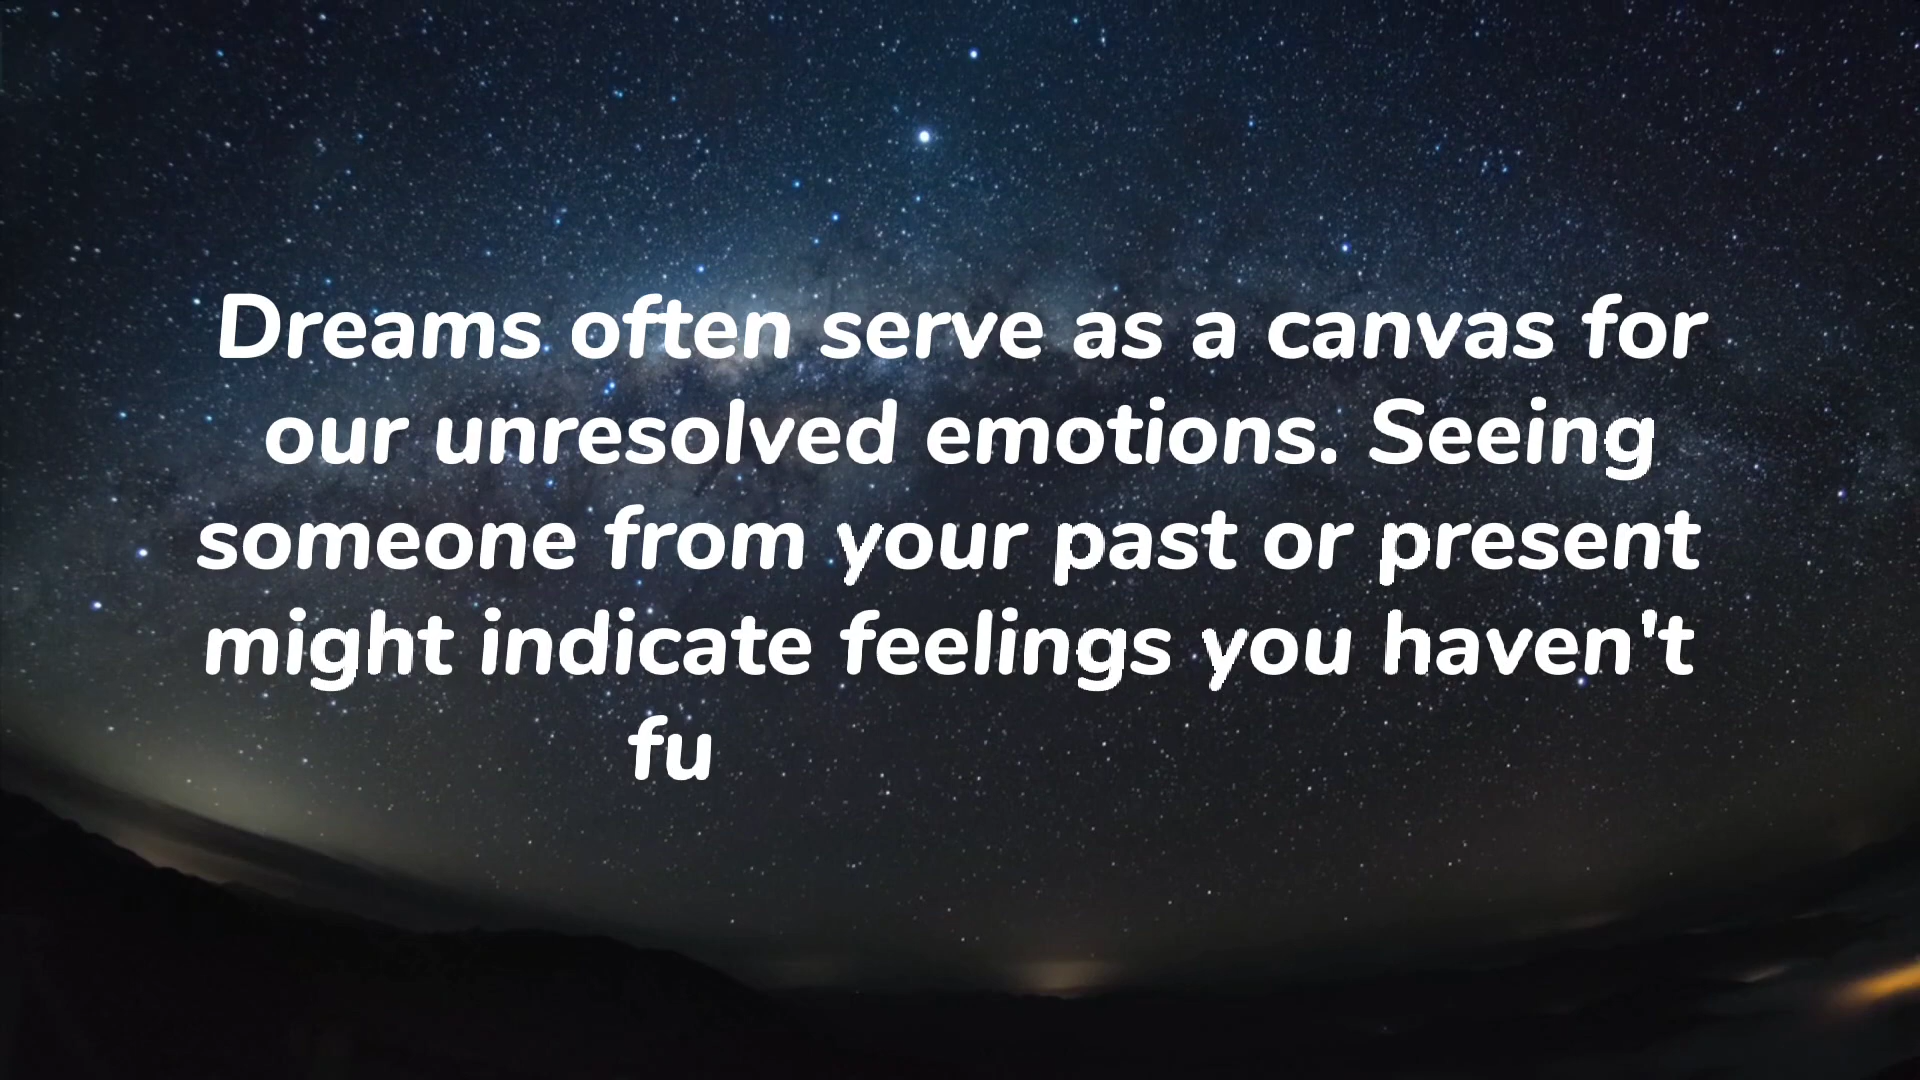 Dreams often serve as a canvas for
our unresolved emotions. Seeing
someone from your past or present
might indicate feelings you haven't
fu